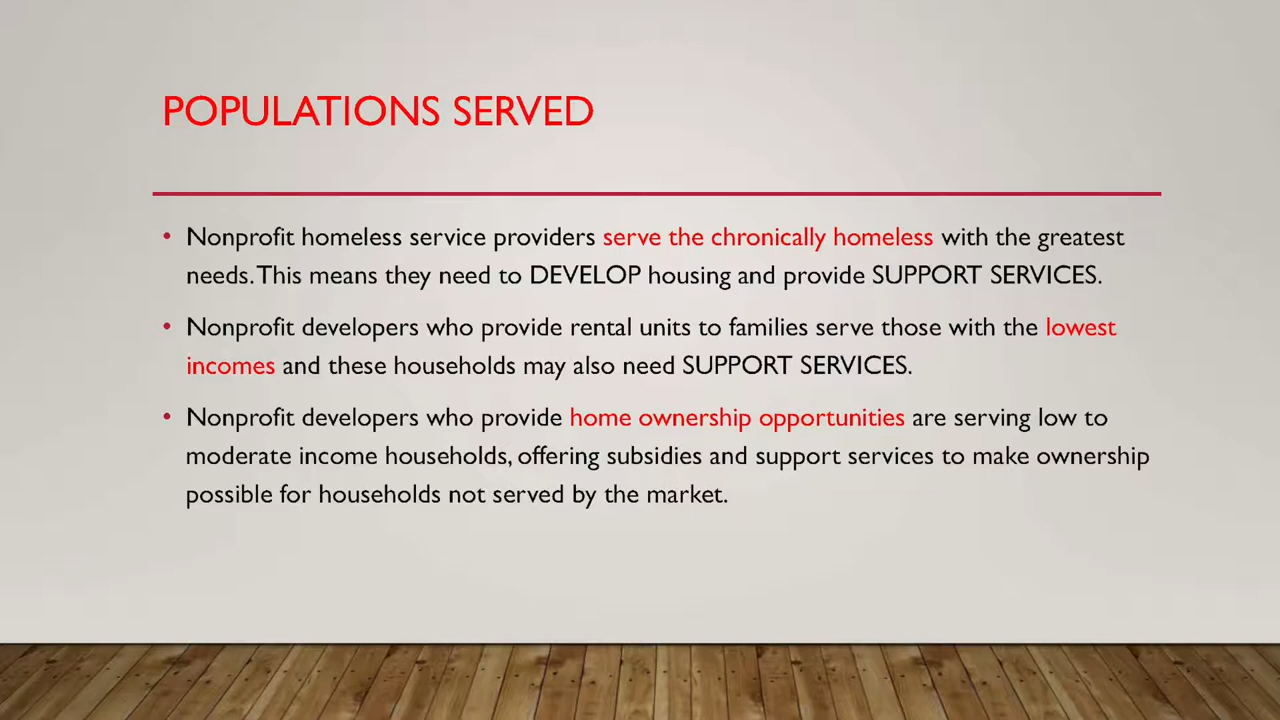 POPULATIONS SERVED
• Nonprofit homeless service providers serve the chronically homeless with the greatest
needs. This means they need to DEVELOP housing and provide SUPPORT SERVICES.
• Nonprofit developers who provide rental units to families serve those with the lowest
incomes and these households may also need SUPPORT SERVICES.
• Nonprofit developers who provide home ownership opportunities are serving low to
moderate income households, offering subsidies and support services to make ownership
possible for households not served by the market.